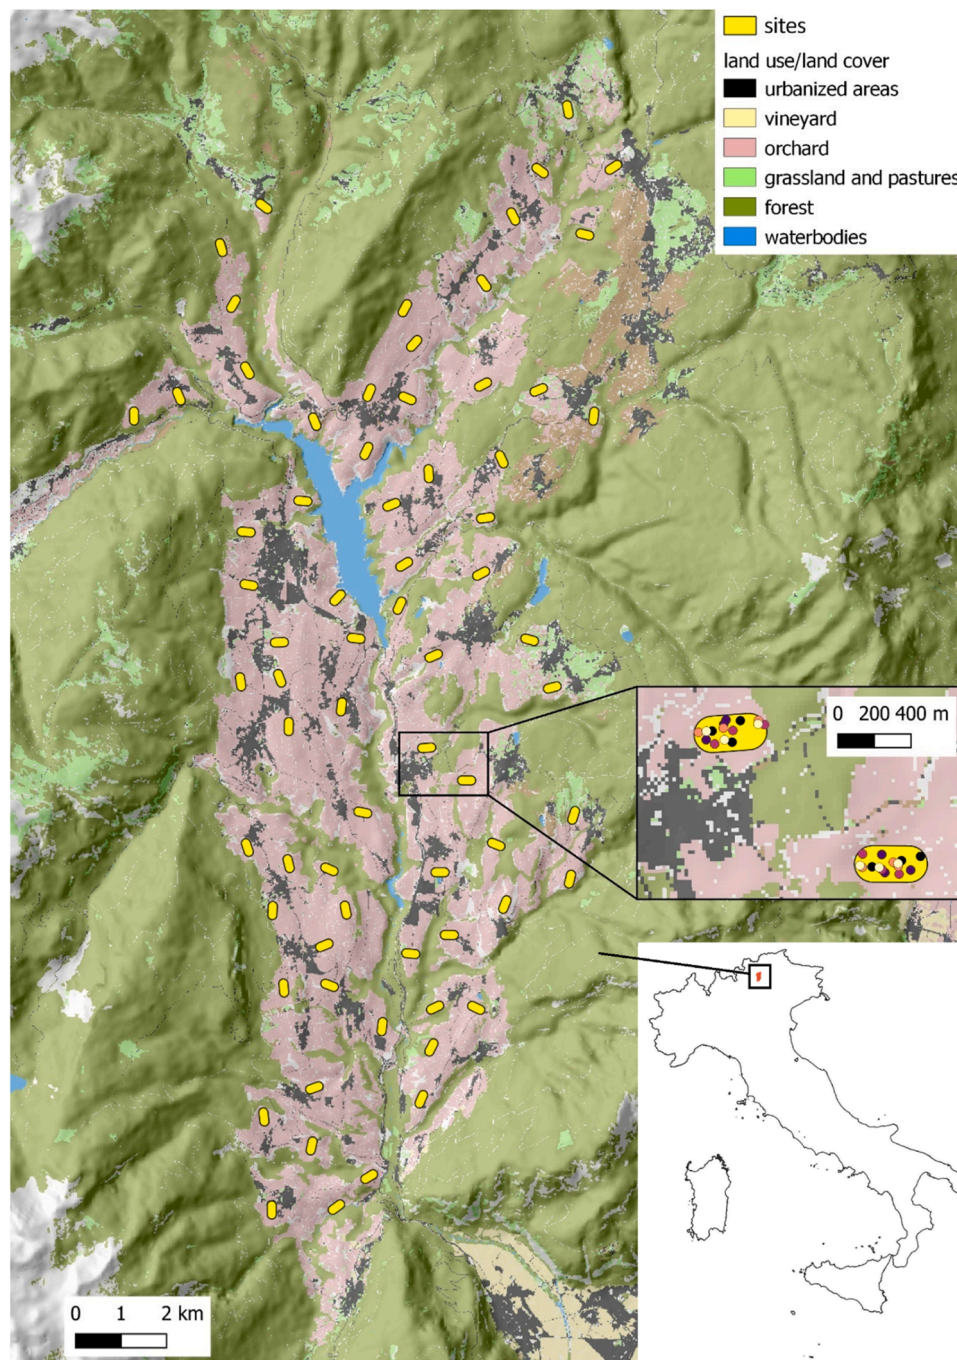 sites
land use/land cover
urbanized areas
vineyard
orchard
grassland and pastures
forest
waterbodies
0 200 400 m
0 1 2 km